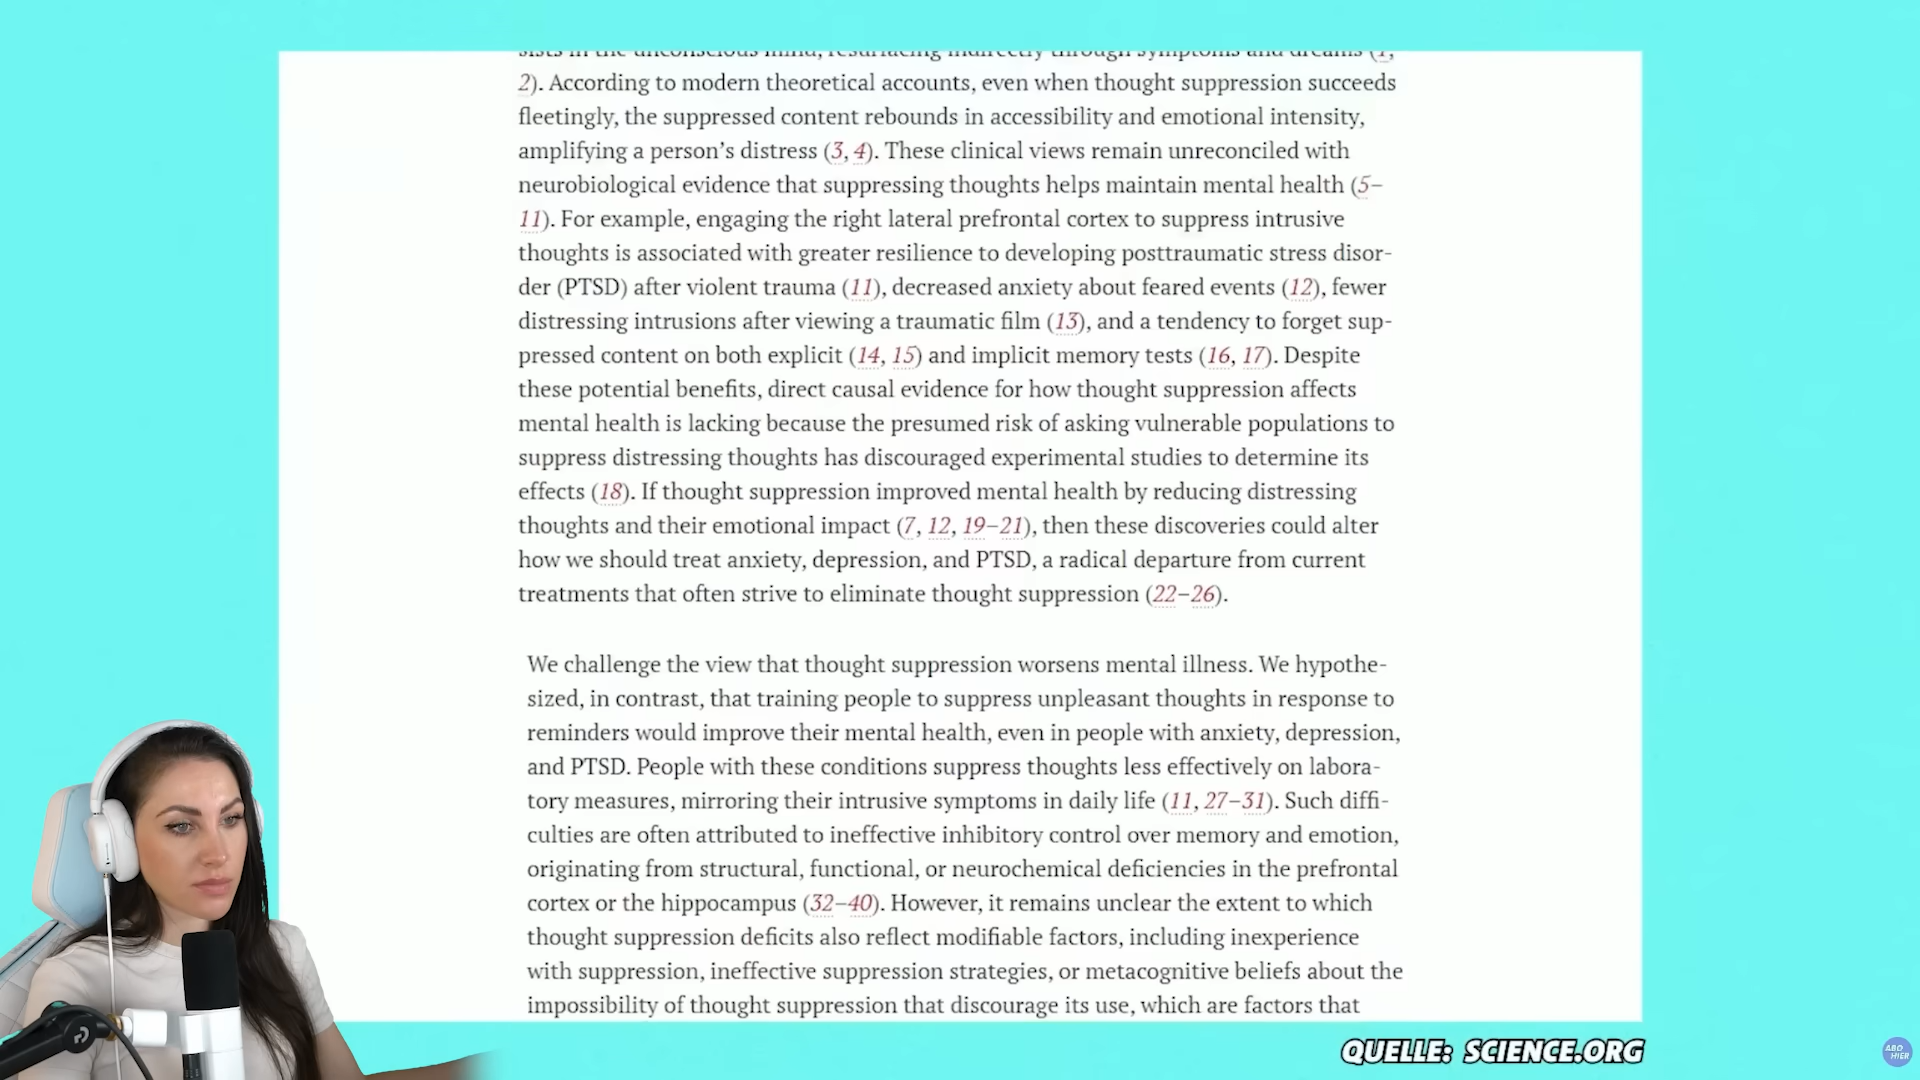 sists in the unconscious mind, resurfacing indirectly through symptoms and dreams (1,
2). According to modern theoretical accounts, even when thought suppression succeeds
fleetingly, the suppressed content rebounds in accessibility and emotional intensity,
amplifying a person’s distress (3, 4). These clinical views remain unreconciled with
neurobiological evidence that suppressing thoughts helps maintain mental health (5–
11). For example, engaging the right lateral prefrontal cortex to suppress intrusive
thoughts is associated with greater resilience to developing posttraumatic stress disor-
der (PTSD) after violent trauma (11), decreased anxiety about feared events (12), fewer
distressing intrusions after viewing a traumatic film (13), and a tendency to forget sup-
pressed content on both explicit (14, 15) and implicit memory tests (16, 17). Despite
these potential benefits, direct causal evidence for how thought suppression affects
mental health is lacking because the presumed risk of asking vulnerable populations to
suppress distressing thoughts has discouraged experimental studies to determine its
effects (18). If thought suppression improved mental health by reducing distressing
thoughts and their emotional impact (7, 12, 19–21), then these discoveries could alter
how we should treat anxiety, depression, and PTSD, a radical departure from current
treatments that often strive to eliminate thought suppression (22–26).
We challenge the view that thought suppression worsens mental illness. We hypothe-
sized, in contrast, that training people to suppress unpleasant thoughts in response to
reminders would improve their mental health, even in people with anxiety, depression,
and PTSD. People with these conditions suppress thoughts less effectively on labora-
tory measures, mirroring their intrusive symptoms in daily life (11, 27–31). Such diffi-
culties are often attributed to ineffective inhibitory control over memory and emotion,
originating from structural, functional, or neurochemical deficiencies in the prefrontal
cortex or the hippocampus (32–40). However, it remains unclear the extent to which
thought suppression deficits also reflect modifiable factors, including inexperience
with suppression, ineffective suppression strategies, or metacognitive beliefs about the
impossibility of thought suppression that discourage its use, which are factors that
QUELLE: SCIENCE.ORG
ABO
HIER